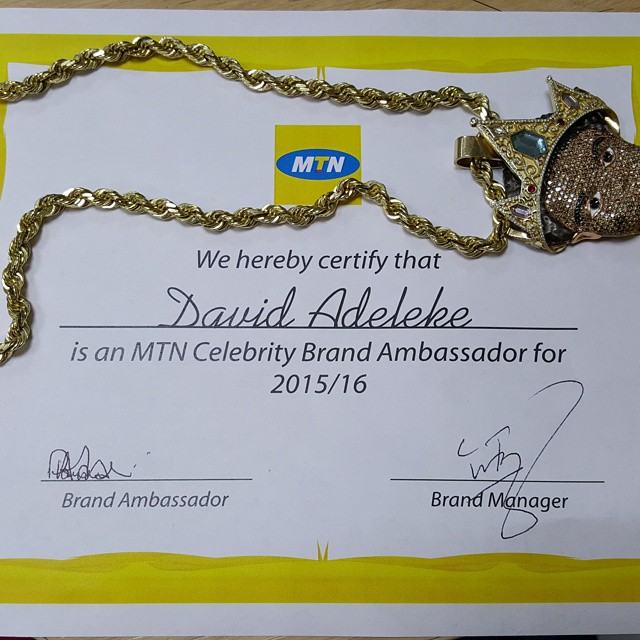 MTN
We hereby certify that
David Adeleke
is an MTN Celebrity Brand Ambassador for
2015/16
Brand Ambassador
Brand Manager